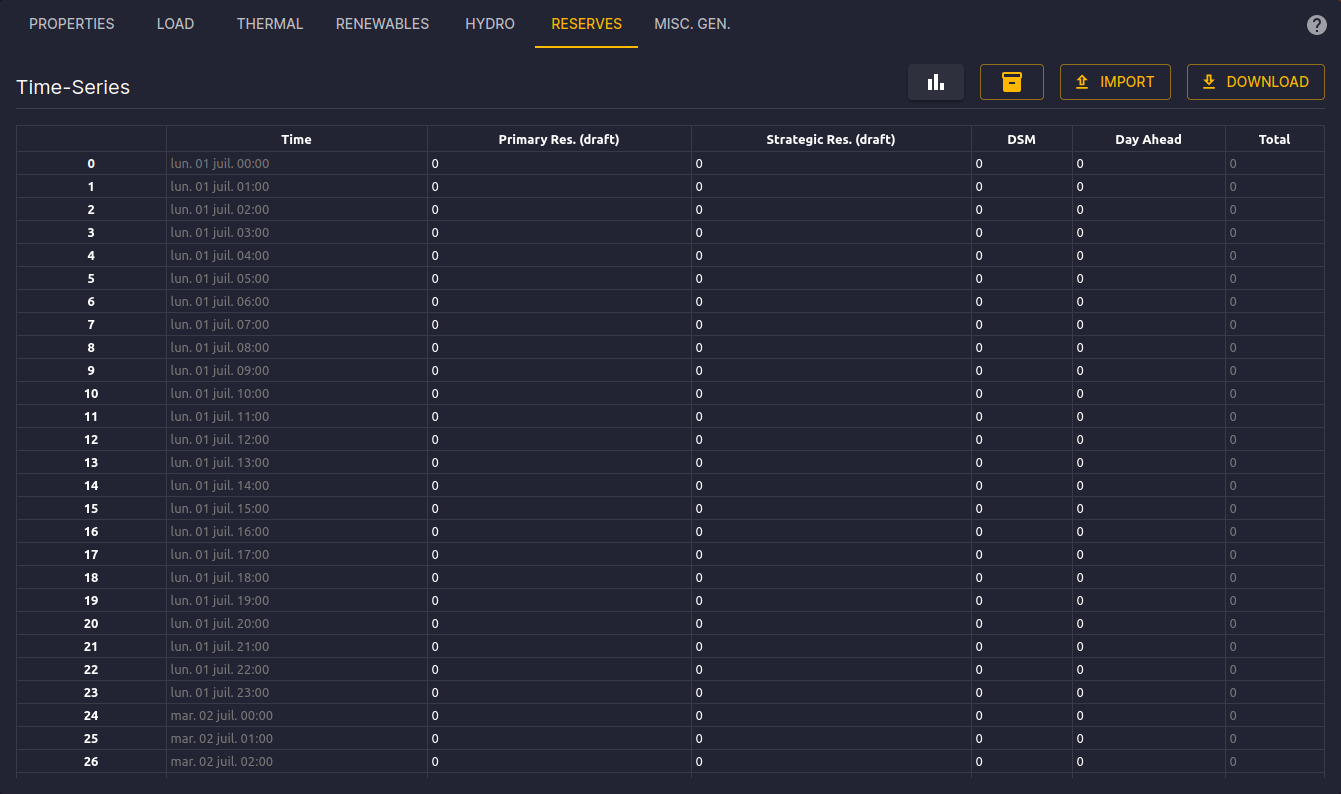 PROPERTIES LOAD THERMAL RENEWABLES HYDRO RESERVES MISC. GEN. ?
Time-Series IMPORT DOWNLOAD
Time Primary Res. (draft) Strategic Res. (draft) DSM Day Ahead Total
0 lun. 01 juil. 00:00 0 0 0 0 0
1 lun. 01 juil. 01:00 0 0 0 0 0
2 lun. 01 juil. 02:00 0 0 0 0 0
3 lun. 01 juil. 03:00 0 0 0 0 0
4 lun. 01 juil. 04:00 0 0 0 0 0
5 lun. 01 juil. 05:00 0 0 0 0 0
6 lun. 01 juil. 06:00 0 0 0 0 0
7 lun. 01 juil. 07:00 0 0 0 0 0
8 lun. 01 juil. 08:00 0 0 0 0 0
9 lun. 01 juil. 09:00 0 0 0 0 0
10 lun. 01 juil. 10:00 0 0 0 0 0
11 lun. 01 juil. 11:00 0 0 0 0 0
12 lun. 01 juil. 12:00 0 0 0 0 0
13 lun. 01 juil. 13:00 0 0 0 0 0
14 lun. 01 juil. 14:00 0 0 0 0 0
15 lun. 01 juil. 15:00 0 0 0 0 0
16 lun. 01 juil. 16:00 0 0 0 0 0
17 lun. 01 juil. 17:00 0 0 0 0 0
18 lun. 01 juil. 18:00 0 0 0 0 0
19 lun. 01 juil. 19:00 0 0 0 0 0
20 lun. 01 juil. 20:00 0 0 0 0 0
21 lun. 01 juil. 21:00 0 0 0 0 0
22 lun. 01 juil. 22:00 0 0 0 0 0
23 lun. 01 juil. 23:00 0 0 0 0 0
24 mar. 02 juil. 00:00 0 0 0 0 0
25 mar. 02 juil. 01:00 0 0 0 0 0
26 mar. 02 juil. 02:00 0 0 0 0 0